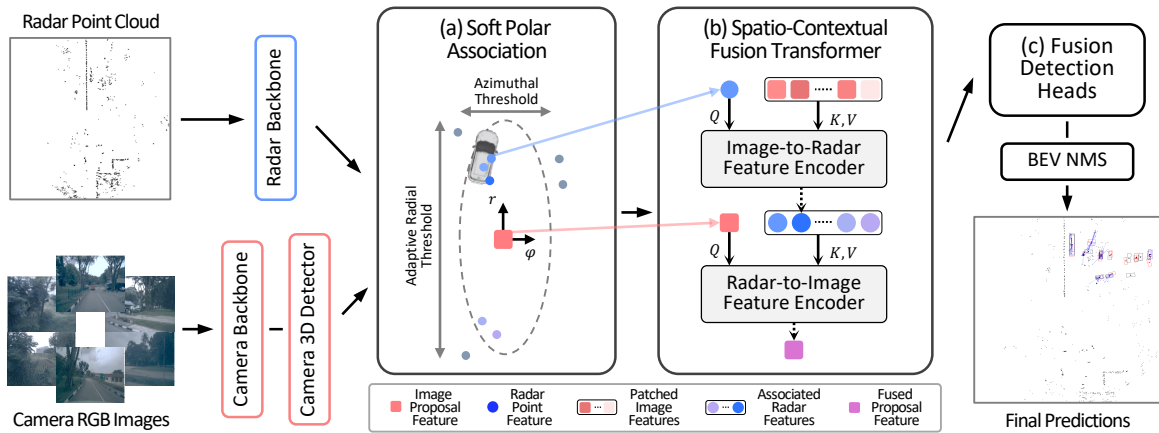 Radar Point Cloud
Radar Backbone
Camera RGB Images
Camera Backbone
Camera 3D Detector
(a) Soft Polar
Association
Azimuthal
Threshold
Adaptive Radial
Threshold
r
φ
(b) Spatio-Contextual
Fusion Transformer
Q
K,V
Image-to-Radar
Feature Encoder
Q
K,V
Radar-to-Image
Feature Encoder
(c) Fusion
Detection
Heads
BEV NMS
Final Predictions
Image
Proposal
Feature
Radar
Point
Feature
Patched
Image
Features
Associated
Radar
Features
Fused
Proposal
Feature